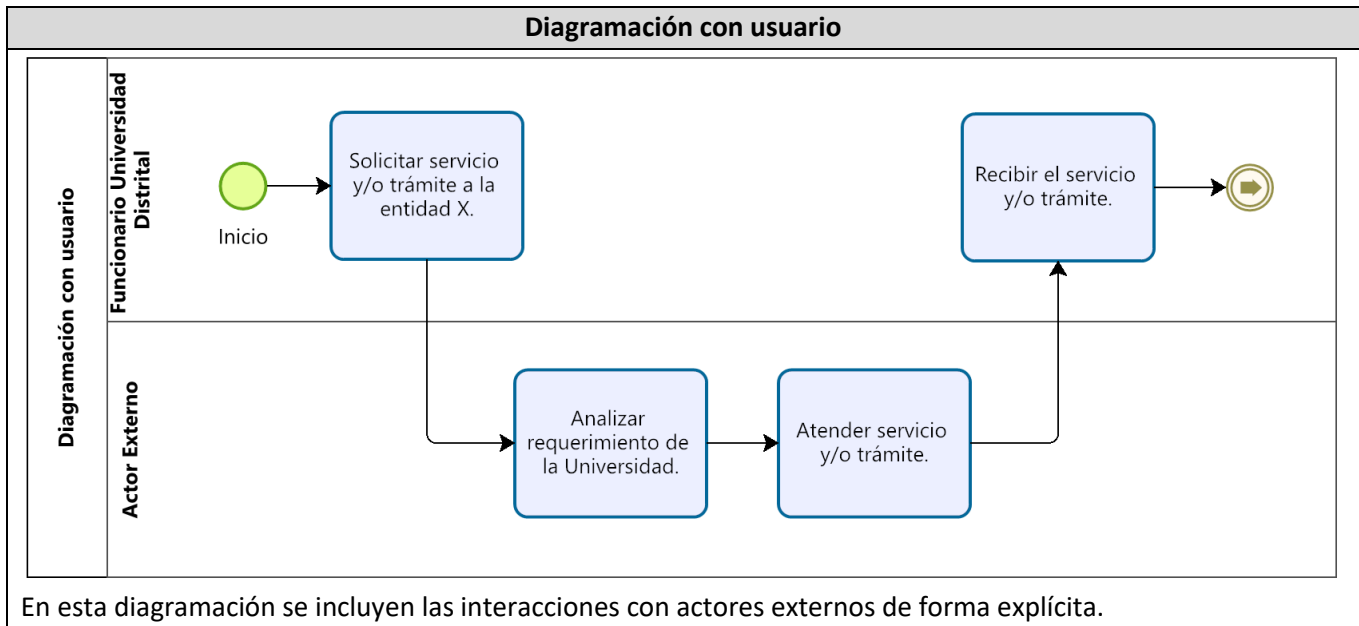 Diagramación con usuario
Diagramación con usuario
Funcionario Universidad
Distrital
Inicio
Solicitar servicio
y/o trámite a la
entidad X.
Recibir el servicio
y/o trámite.
Actor Externo
Analizar
requerimiento de
la Universidad.
Atender servicio
y/o trámite.
En esta diagramación se incluyen las interacciones con actores externos de forma explícita.